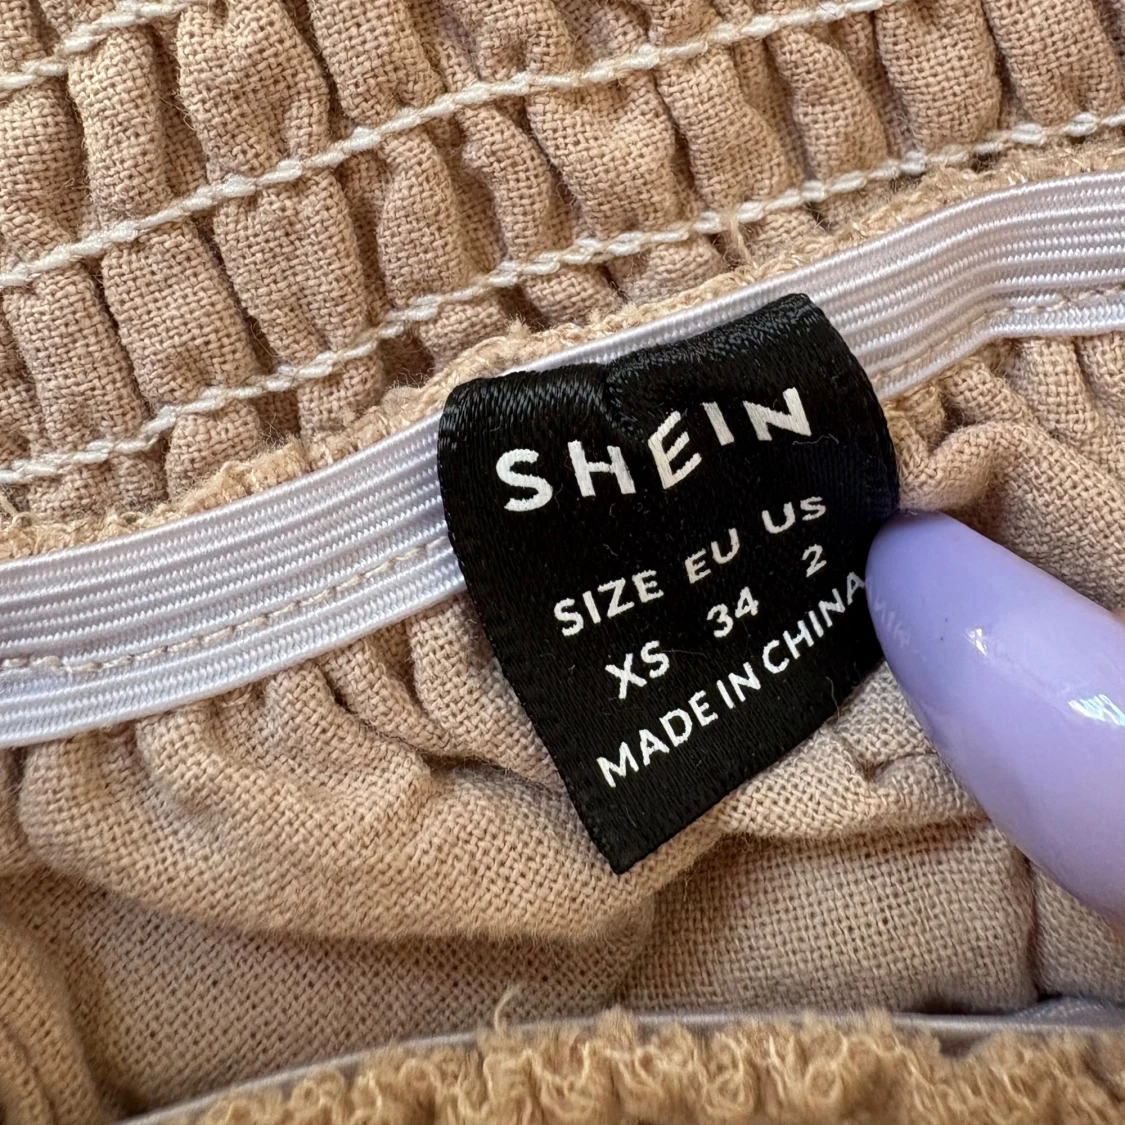 SHEIN
SIZE EU US
XS 34 2
MADE IN CHINA